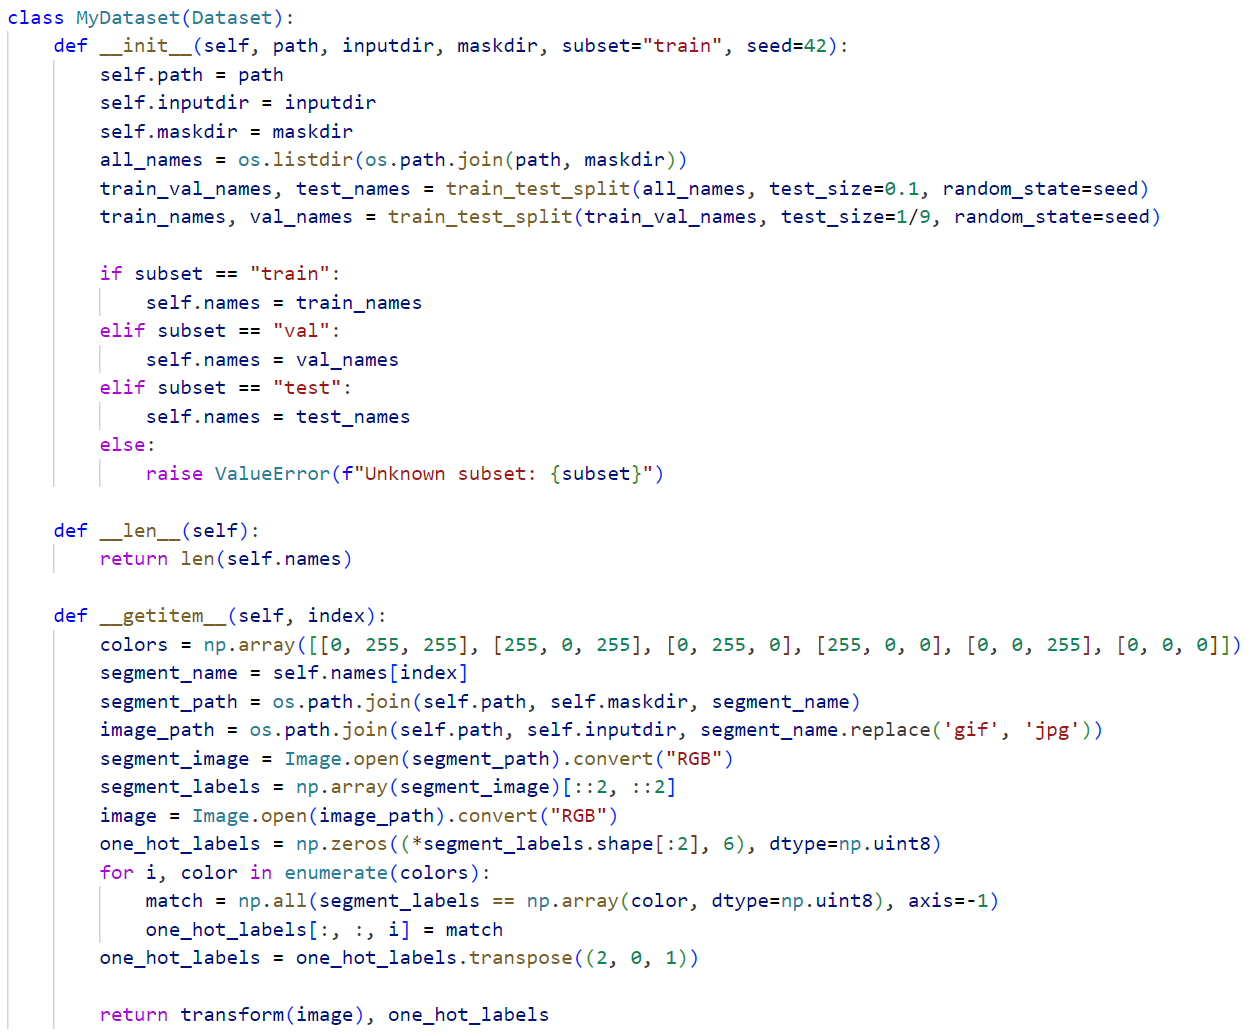 class MyDataset(Dataset):
    def __init__(self, path, inputdir, maskdir, subset="train", seed=42):
        self.path = path
        self.inputdir = inputdir
        self.maskdir = maskdir
        all_names = os.listdir(os.path.join(path, maskdir))
        train_val_names, test_names = train_test_split(all_names, test_size=0.1, random_state=seed)
        train_names, val_names = train_test_split(train_val_names, test_size=1/9, random_state=seed)

        if subset == "train":
            self.names = train_names
        elif subset == "val":
            self.names = val_names
        elif subset == "test":
            self.names = test_names
        else:
            raise ValueError(f"Unknown subset: {subset}")

    def __len__(self):
        return len(self.names)

    def __getitem__(self, index):
        colors = np.array([[0, 255, 255], [255, 0, 255], [0, 255, 0], [255, 0, 0], [0, 0, 255], [0, 0, 0]])
        segment_name = self.names[index]
        segment_path = os.path.join(self.path, self.maskdir, segment_name)
        image_path = os.path.join(self.path, self.inputdir, segment_name.replace('gif', 'jpg'))
        segment_image = Image.open(segment_path).convert("RGB")
        segment_labels = np.array(segment_image)[::2, ::2]
        image = Image.open(image_path).convert("RGB")
        one_hot_labels = np.zeros((*segment_labels.shape[:2], 6), dtype=np.uint8)
        for i, color in enumerate(colors):
            match = np.all(segment_labels == np.array(color, dtype=np.uint8), axis=-1)
            one_hot_labels[:, :, i] = match
        one_hot_labels = one_hot_labels.transpose((2, 0, 1))

        return transform(image), one_hot_labels